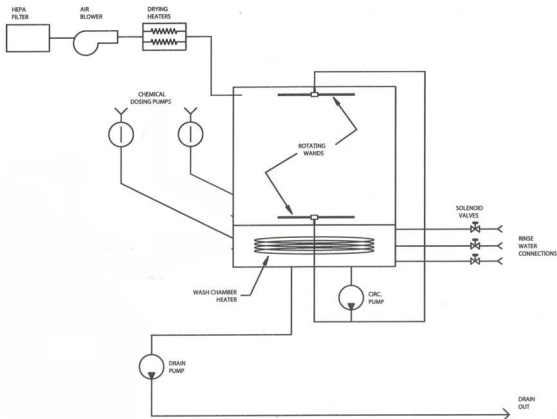 HEPA
FILTER
AIR
BLOWER
DRYING
HEATERS
CHEMICAL
DOSING PUMPS
ROTATING
WANDS
SOLENOID
VALVES
RINSE
WATER
CONNECTIONS
WASH CHAMBER
HEATER
CIRC.
PUMP
DRAIN
PUMP
DRAIN
OUT